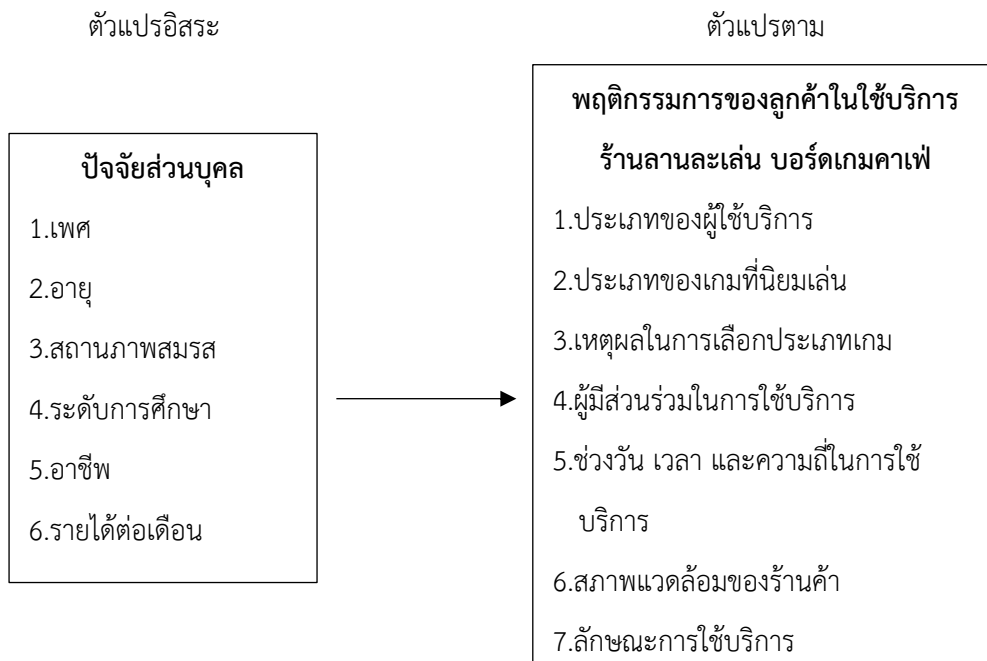 ตัวแปรอิสระ
ตัวแปรตาม
ปัจจัยส่วนบุคล
1.เพศ
2.อายุ
3.สถานภาพสมรส
4.ระดับการศึกษา
5.อาชีพ
6.รายได้ต่อเดือน
พฤติกรรมการของลูกค้าในใช้บริการ
ร้านลานละเล่น บอร์ดเกมคาเฟ่
1.ประเภทของผู้ใช้บริการ
2.ประเภทของเกมที่นิยมเล่น
3.เหตุผลในการเลือกประเภทเกม
4.ผู้มีส่วนร่วมในการใช้บริการ
5.ช่วงวัน เวลา และความถี่ในการใช้
บริการ
6.สภาพแวดล้อมของร้านค้า
7.ลักษณะการใช้บริการ